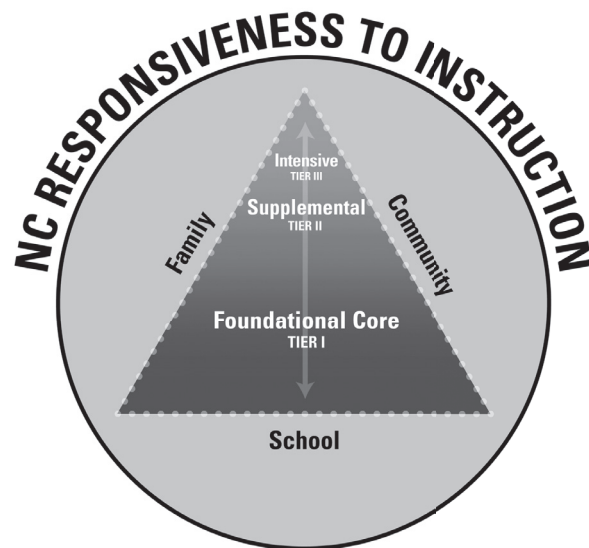 NC RESPONSIVENESS TO INSTRUCTION
Intensive
TIER III
Supplemental
TIER II
Family
Community
Foundational Core
TIER I
School